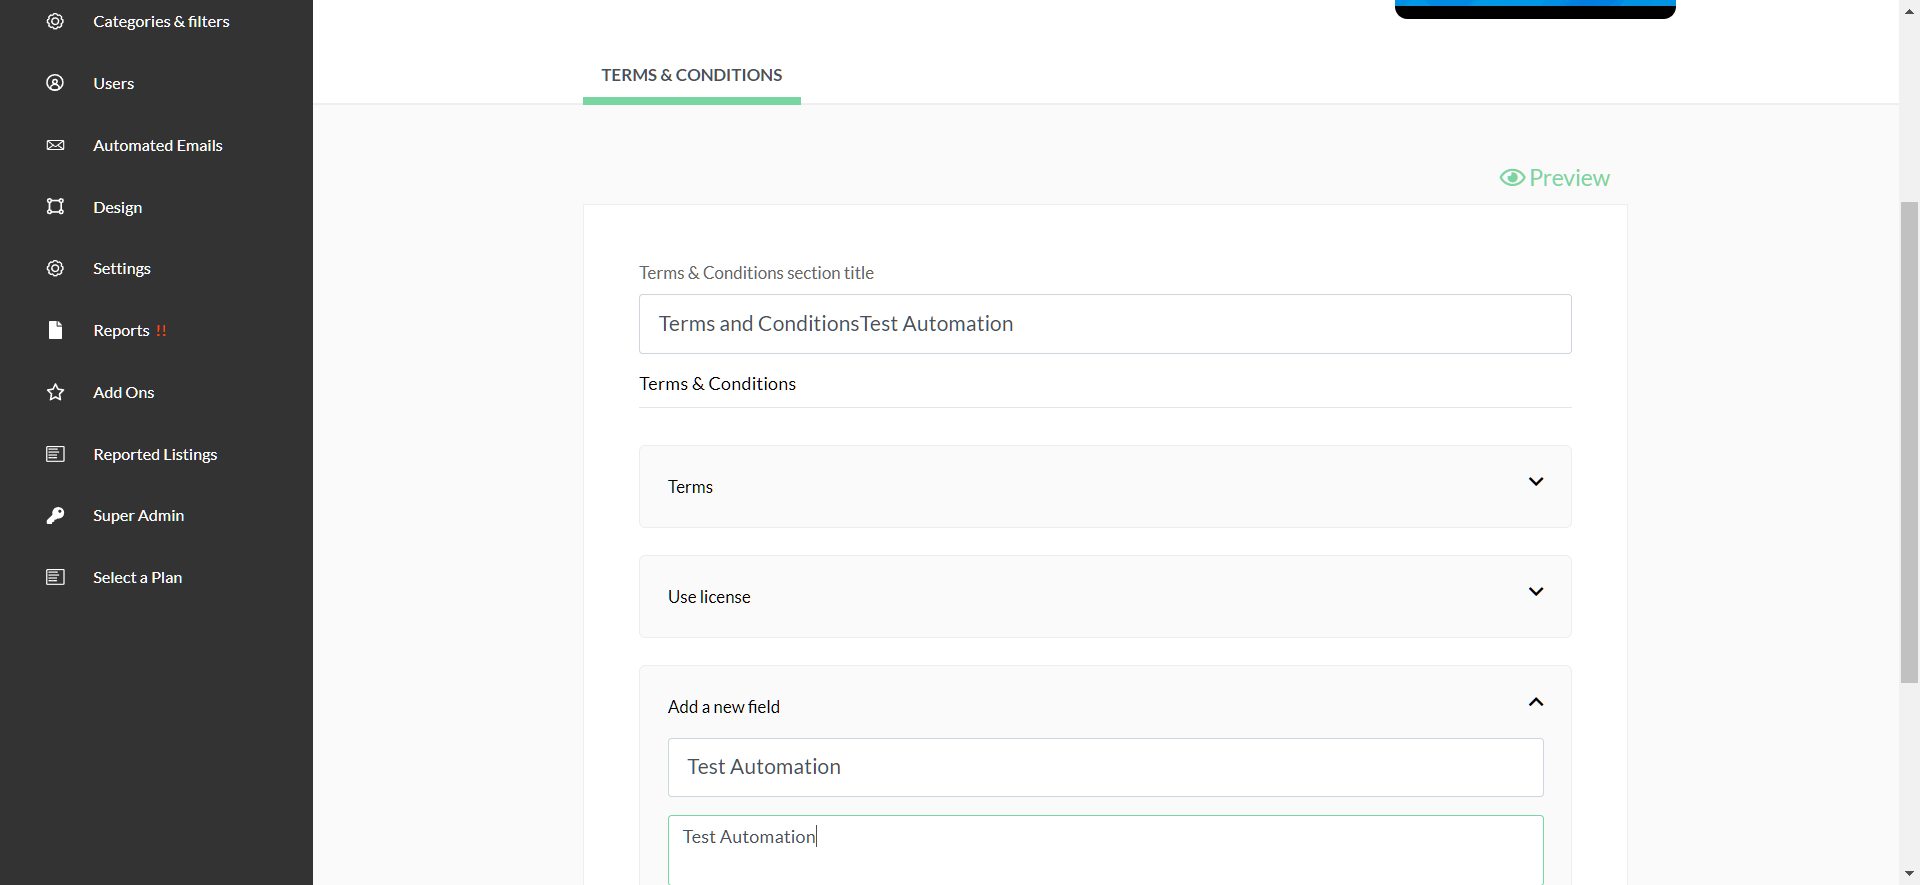 Categories & filters
Users
Automated Emails
Design
Settings
Reports !!
Add Ons
Reported Listings
Super Admin
Select a Plan
TERMS & CONDITIONS
Preview
Terms & Conditions section title
Terms and ConditionsTest Automation
Terms & Conditions
Terms
Use license
Add a new field
Test Automation
Test Automation